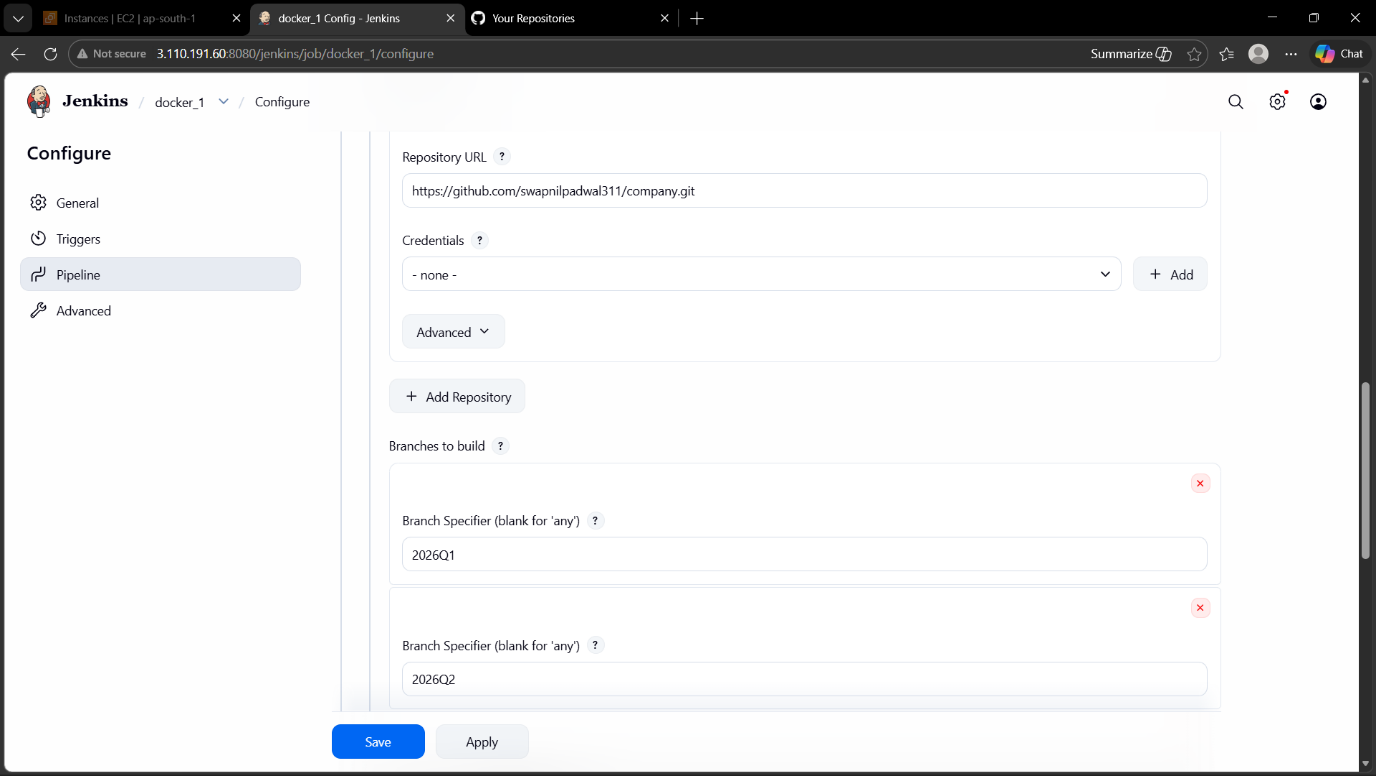 Instances | EC2 | ap-south-1
docker_1 Config - Jenkins
Your Repositories
Not secure
3.110.191.60:8080/jenkins/job/docker_1/configure
Summarize
Chat
Jenkins / docker_1 / Configure
Configure
General
Triggers
Pipeline
Advanced
Repository URL ?
https://github.com/swapnilpadwal311/company.git
Credentials ?
- none -
+ Add
Advanced
+ Add Repository
Branches to build ?
Branch Specifier (blank for 'any') ?
2026Q1
Branch Specifier (blank for 'any') ?
2026Q2
Save
Apply